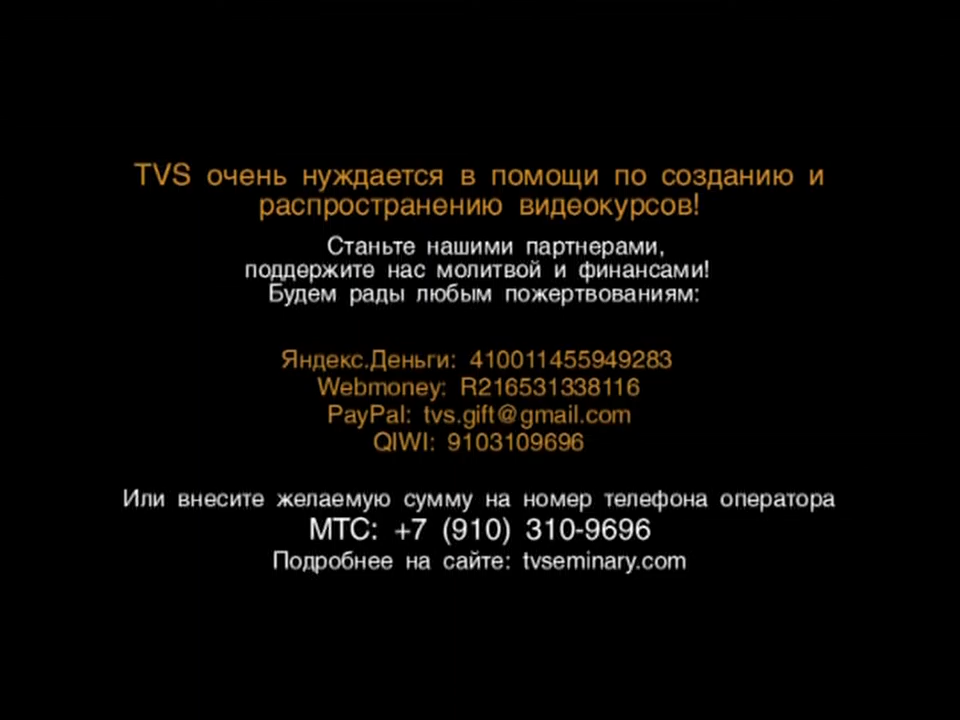 TVS очень нуждается в помощи по созданию и
распространению видеокурсов!
Станьте нашими партнерами,
поддержите нас молитвой и финансами!
Будем рады любым пожертвованиям:
Яндекс.Деньги: 410011455949283
Webmoney: R216531338116
PayPal: tvs.gift@gmail.com
QIWI: 9103109696
Или внесите желаемую сумму на номер телефона оператора
МТС: +7 (910) 310-9696
Подробнее на сайте: tvseminary.com